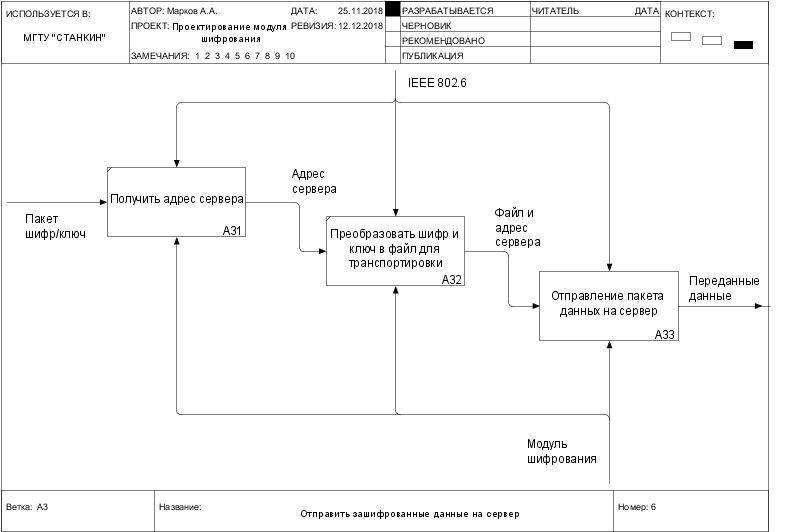 ИСПОЛЬЗУЕТСЯ В:
МГТУ "СТАНКИН"
АВТОР: Марков А.А.
ДАТА: 25.11.2018
ПРОЕКТ: Проектирование модуля
шифрования
РЕВИЗИЯ: 12.12.2018
ЗАМЕЧАНИЯ: 1 2 3 4 5 6 7 8 9 10
РАЗРАБАТЫВАЕТСЯ
ЧЕРНОВИК
РЕКОМЕНДОВАНО
ПУБЛИКАЦИЯ
ЧИТАТЕЛЬ ДАТА
КОНТЕКСТ:
IEEE 802.6
Получить адрес сервера
A31
Пакет
шифр/ключ
Адрес
сервера
Преобразовать шифр и
ключ в файл для
транспортировки
A32
Файл и
адрес
сервера
Отправление пакета
данных на сервер
A33
Переданные
данные
Модуль
шифрования
Ветка: A3
Название:
Отправить зашифрованные данные на сервер
Номер: 6